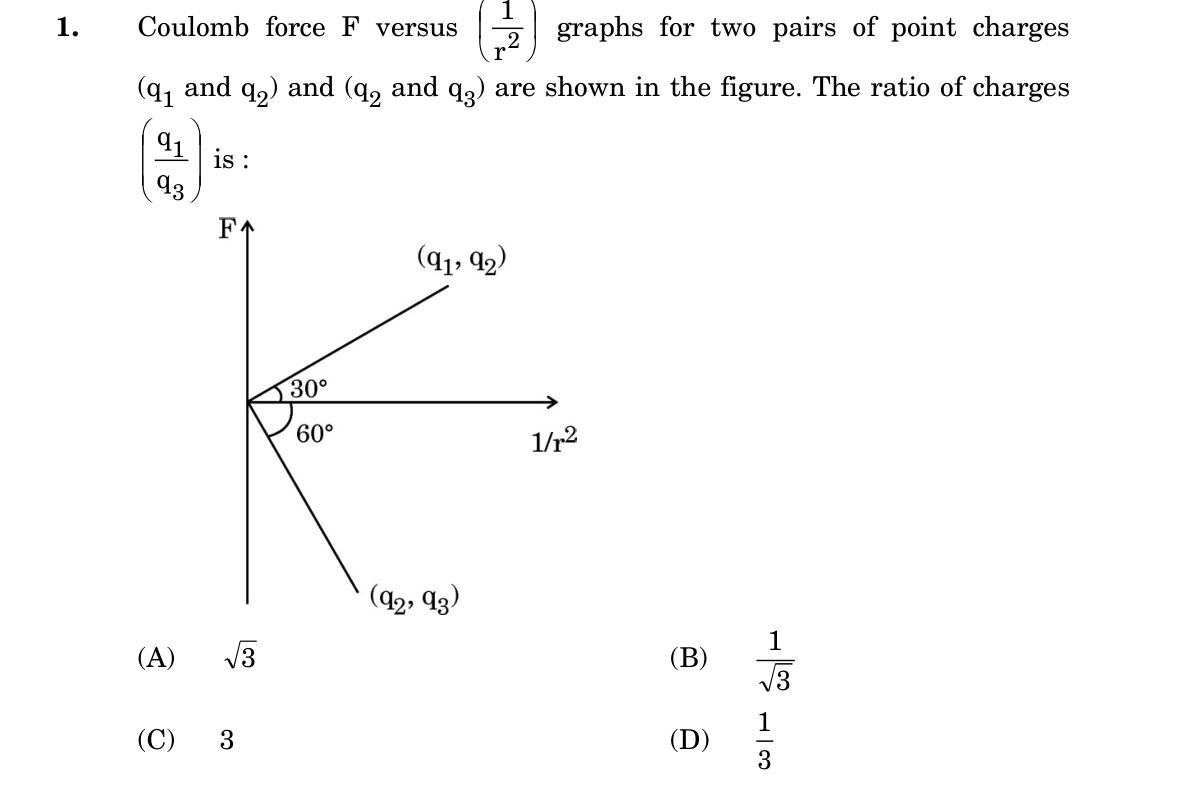 1. Coulomb force F versus (1/r²) graphs for two pairs of point charges
(q₁ and q₂) and (q₂ and q₃) are shown in the figure. The ratio of charges
(q₁/q₃) is :
F
(q₁, q₂)
30°
60°
1/r²
(q₂, q₃)
(A) √3 (B) 1/√3
(C) 3 (D) 1/3